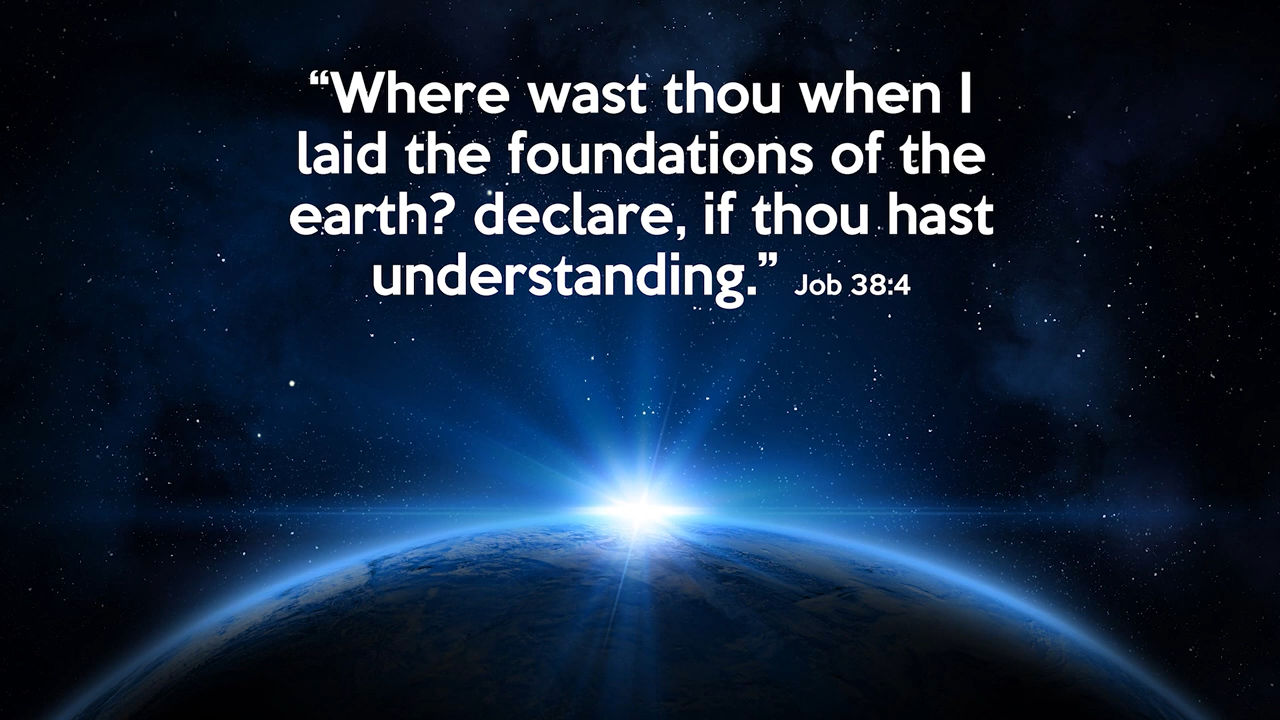 “Where wast thou when I
laid the foundations of the
earth? declare, if thou hast
understanding.” Job 38:4